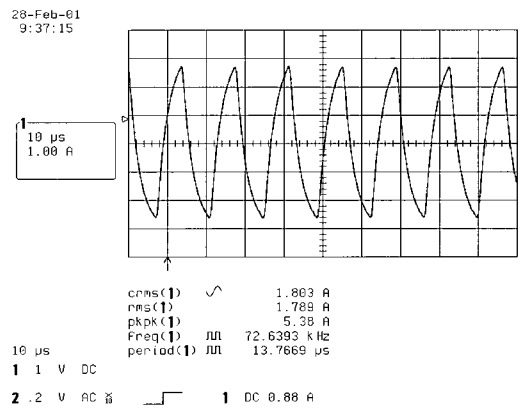 28-Feb-01
9:37:15
1
10 µs
1.00 A
crms(1) 1.803 A
rms(1) 1.789 A
pkpk(1) 5.38 A
freq(1) 72.6393 kHz
period(1) 13.7669 µs
10 µs
1 1 V DC
2 .2 V AC
1 DC 0.88 A